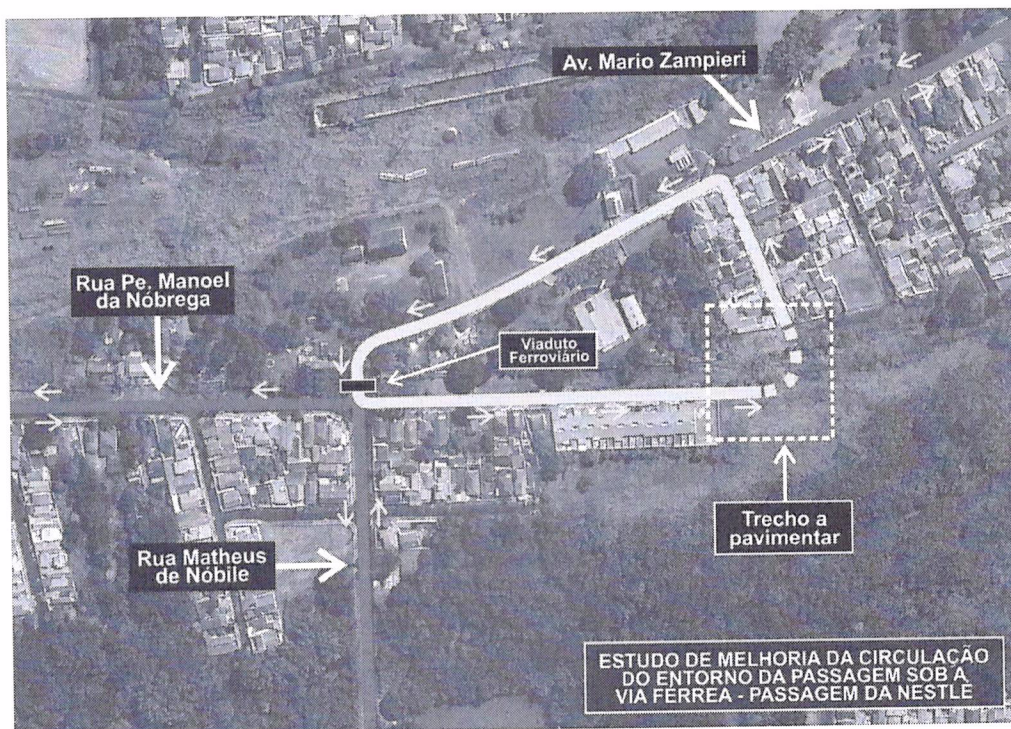 Av. Mario Zampieri
Rua Pe. Manoel
da Nóbrega
Viaduto
Ferroviário
Rua Matheus
de Nóbile
Trecho a
pavimentar
ESTUDO DE MELHORIA DA CIRCULAÇÃO
DO ENTORNO DA PASSAGEM SOB A
VIA FÉRREA - PASSAGEM DA NESTLÉ